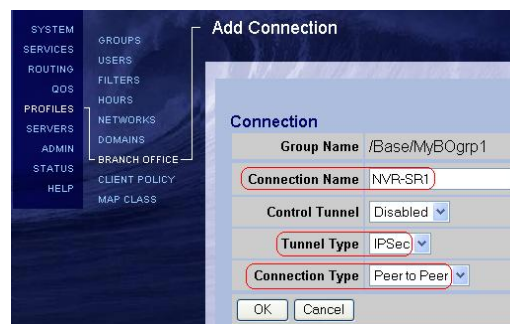 SYSTEM
SERVICES
ROUTING
QOS
PROFILES
SERVERS
ADMIN
STATUS
HELP
GROUPS
USERS
FILTERS
HOURS
NETWORKS
DOMAINS
BRANCH OFFICE
CLIENT POLICY
MAP CLASS
Add Connection
Connection
Group Name /Base/MyBOgrp1
Connection Name NVR-SR1
Control Tunnel Disabled
Tunnel Type IPSec
Connection Type Peer to Peer
OK Cancel